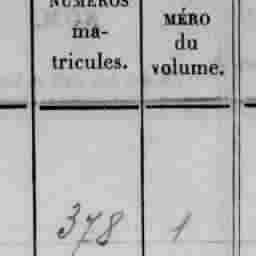 NUMÉROS
ma-
tricules.
MÉRO
du
volume.
378
1